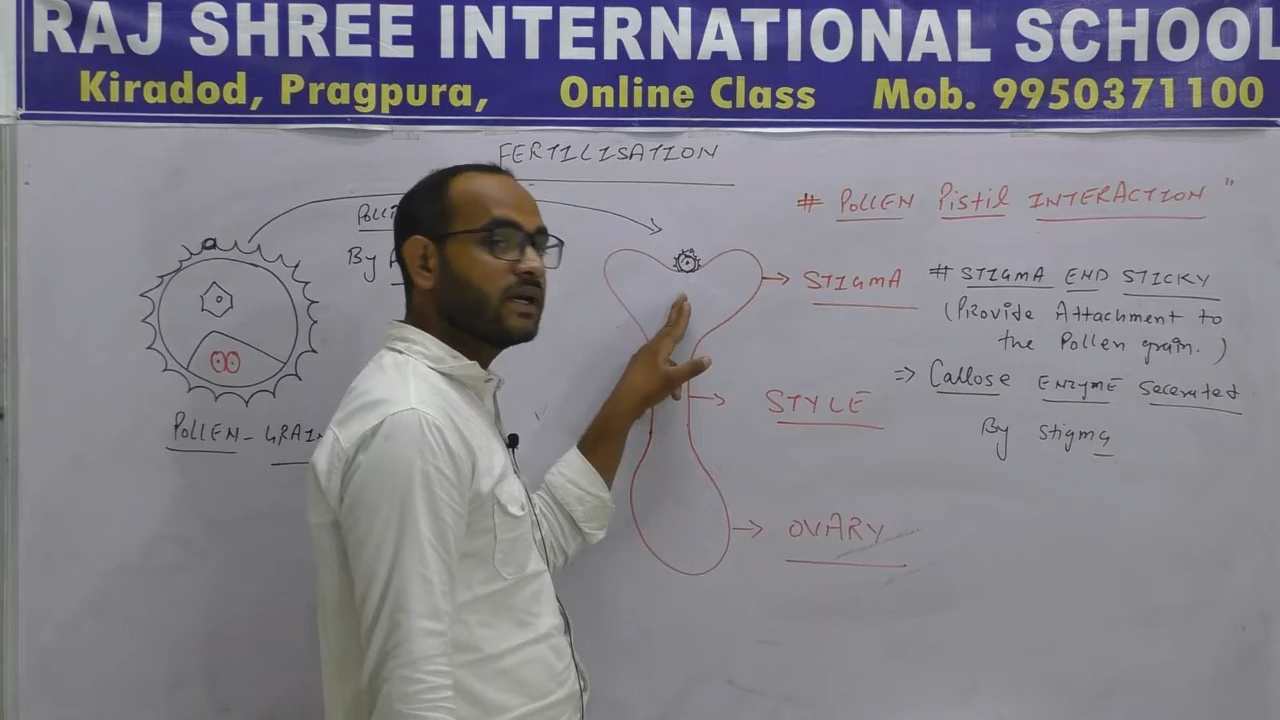 RAJ SHREE INTERNATIONAL SCHOOL
Kiradod, Pragpura, Online Class Mob. 9950371100
FERTILISATION
By
POLLEN-GRAIN
# POLLEN Pistil INTERACTION "
STIGMA
# STIGMA END STICKY
(Provide Attachment to
the Pollen grain.)
=> Callose ENZYME Secerated
By stigma
STYLE
OVARY